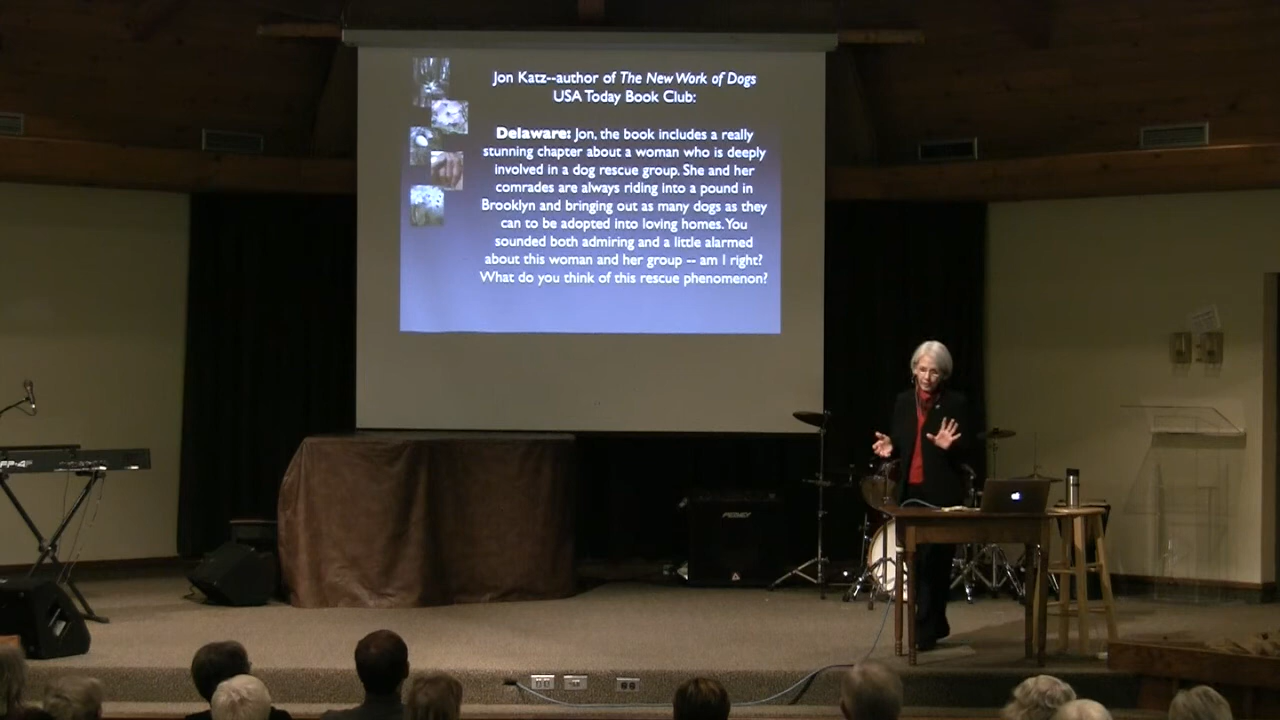 Jon Katz--author of The New Work of Dogs
USA Today Book Club:
Delaware: Jon, the book includes a really
stunning chapter about a woman who is deeply
involved in a dog rescue group. She and her
comrades are always riding into a pound in
Brooklyn and bringing out as many dogs as they
can to be adopted into loving homes. You
sounded both admiring and a little alarmed
about this woman and her group -- am I right?
What do you think of this rescue phenomenon?
PEAVEY